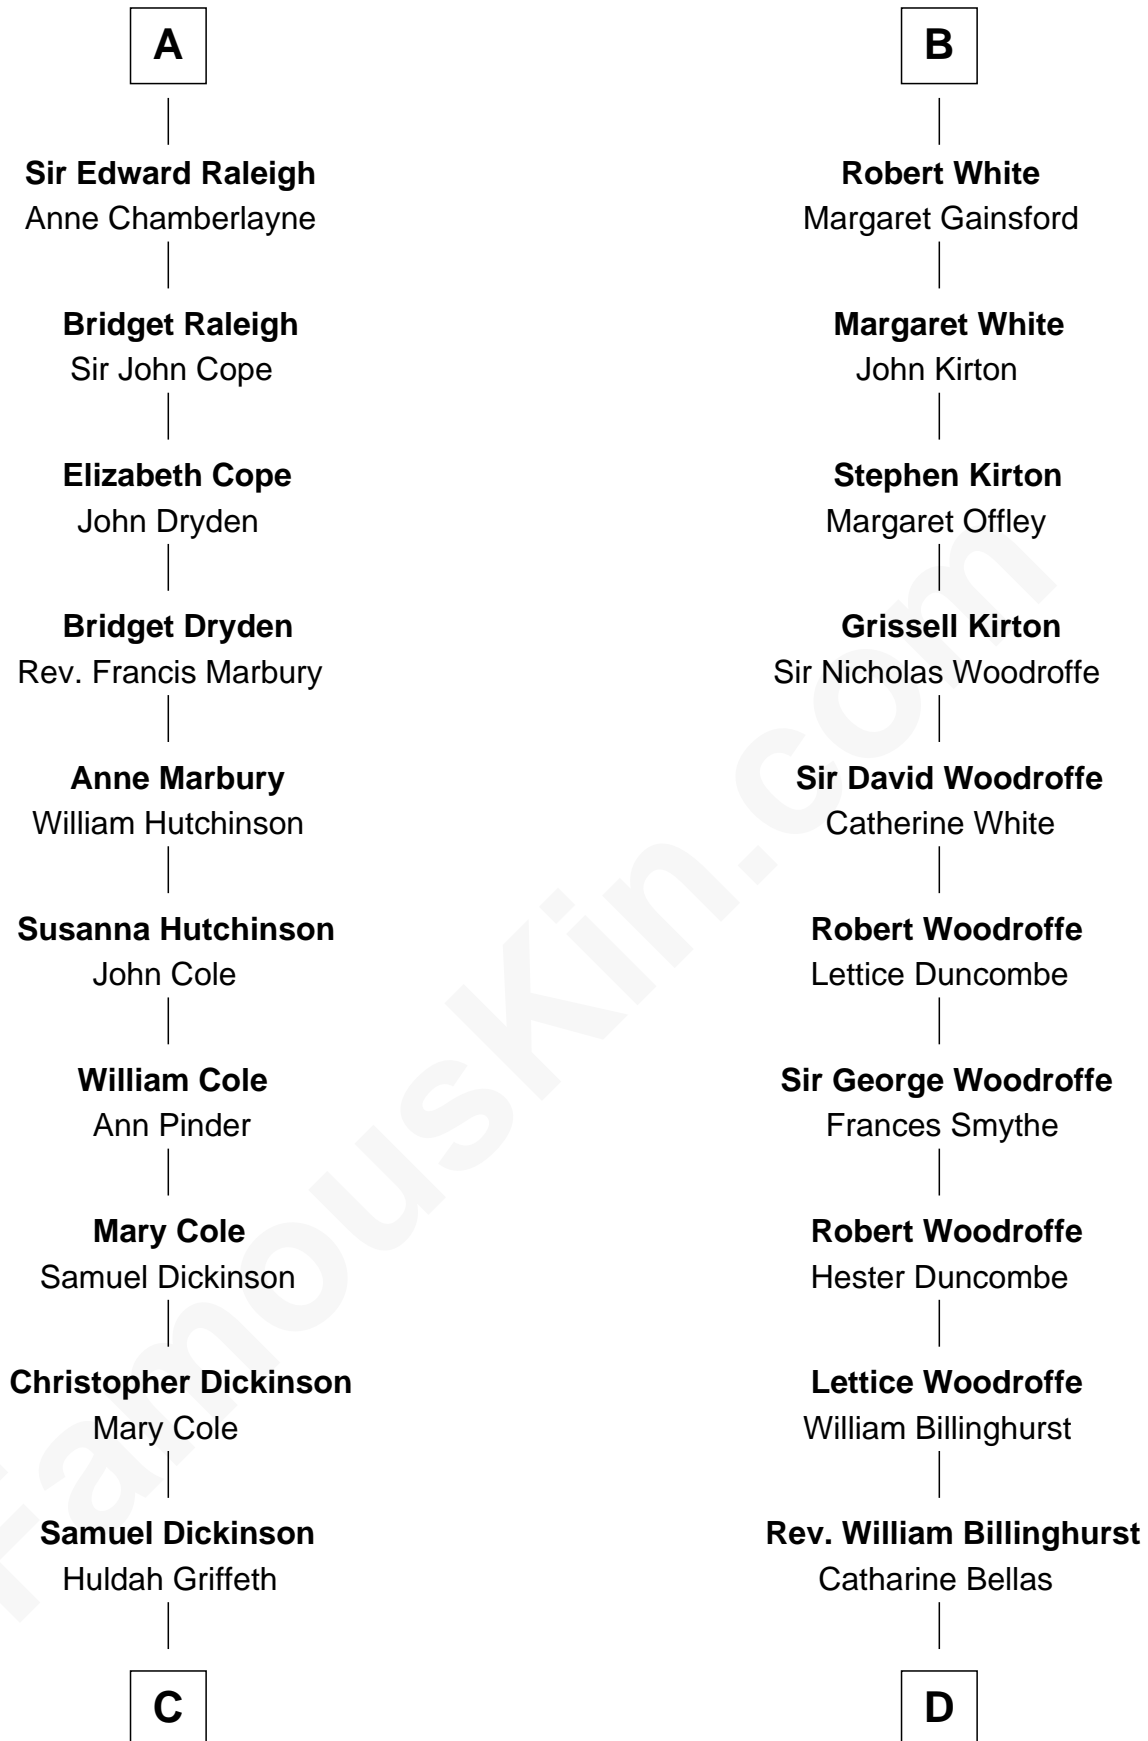 A
Sir Edward Raleigh
Anne Chamberlayne
Bridget Raleigh
Sir John Cope
Elizabeth Cope
John Dryden
Bridget Dryden
Rev. Francis Marbury
Anne Marbury
William Hutchinson
Susanna Hutchinson
John Cole
William Cole
Ann Pinder
Mary Cole
Samuel Dickinson
Christopher Dickinson
Mary Cole
Samuel Dickinson
Huldah Griffeth
C
B
Robert White
Margaret Gainsford
Margaret White
John Kirton
Stephen Kirton
Margaret Offley
Grissell Kirton
Sir Nicholas Woodroffe
Sir David Woodroffe
Catherine White
Robert Woodroffe
Lettice Duncombe
Sir George Woodroffe
Frances Smythe
Robert Woodroffe
Hester Duncombe
Lettice Woodroffe
William Billinghurst
Rev. William Billinghurst
Catharine Bellas
D
FamousKin.com